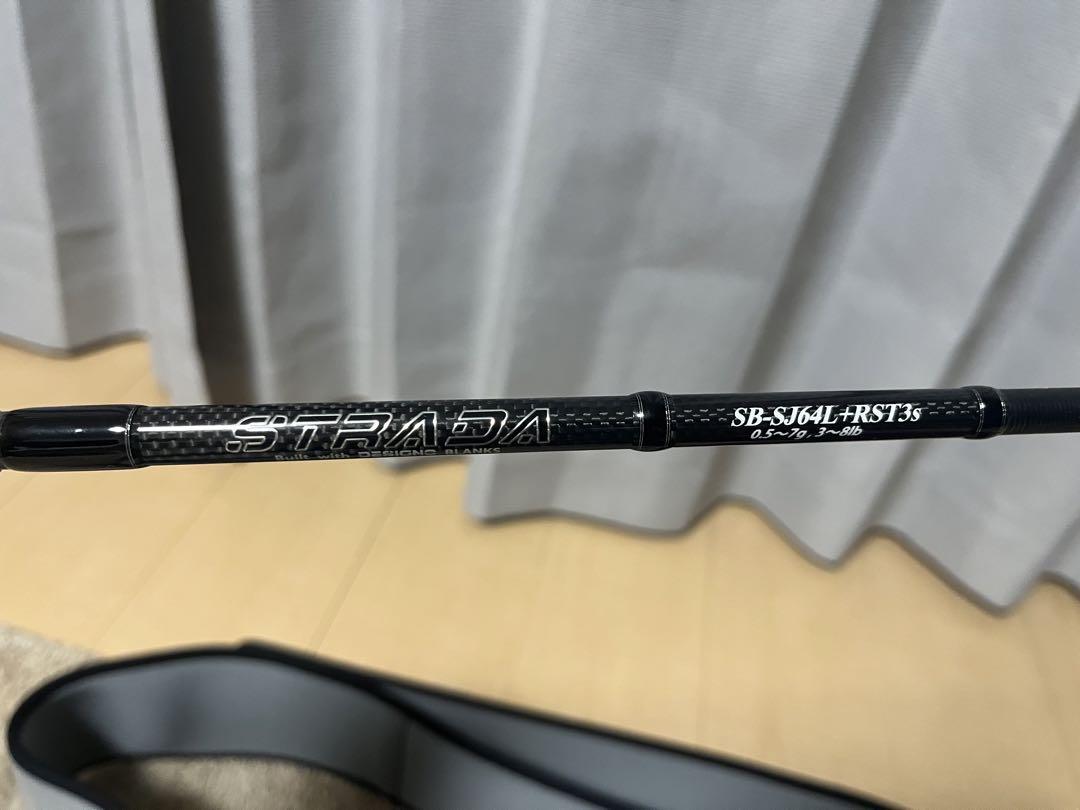 STRADA
Built with DESIGNO BLANKS
SB-SJ64L+RST3s
0.5～7g, 3～8lb